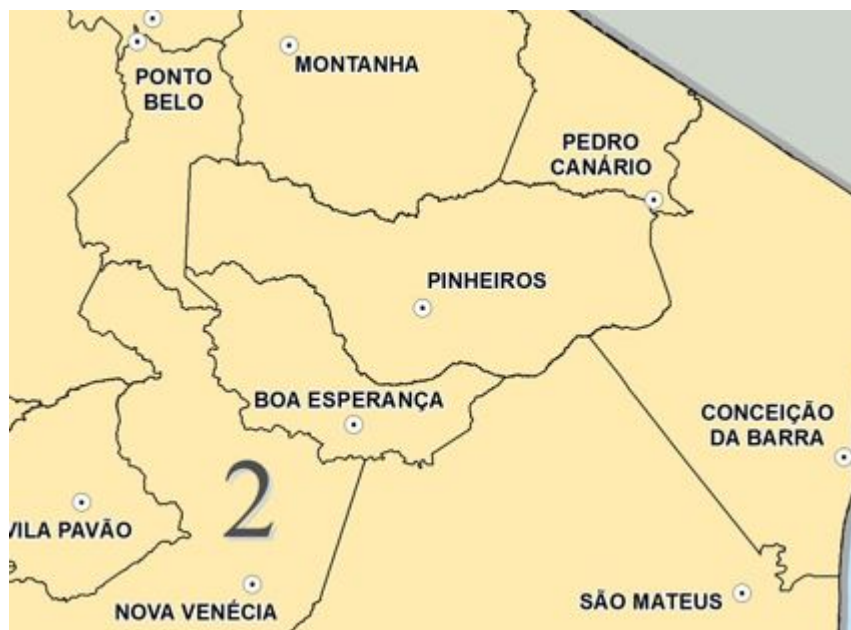 MONTANHA
PONTO
BELO
PEDRO
CANÁRIO
PINHEIROS
BOA ESPERANÇA
CONCEIÇÃO
DA BARRA
2
VILA PAVÃO
NOVA VENÉCIA
SÃO MATEUS